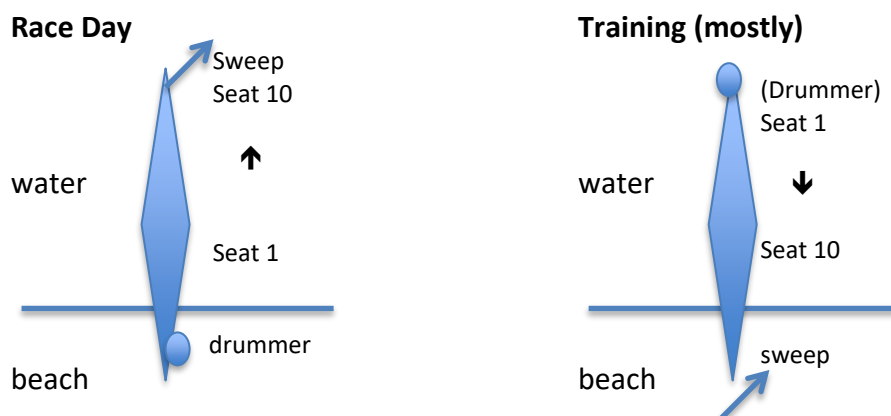 Race Day
Sweep
Seat 10
water
Seat 1
drummer
beach
Training (mostly)
(Drummer)
Seat 1
water
Seat 10
sweep
beach